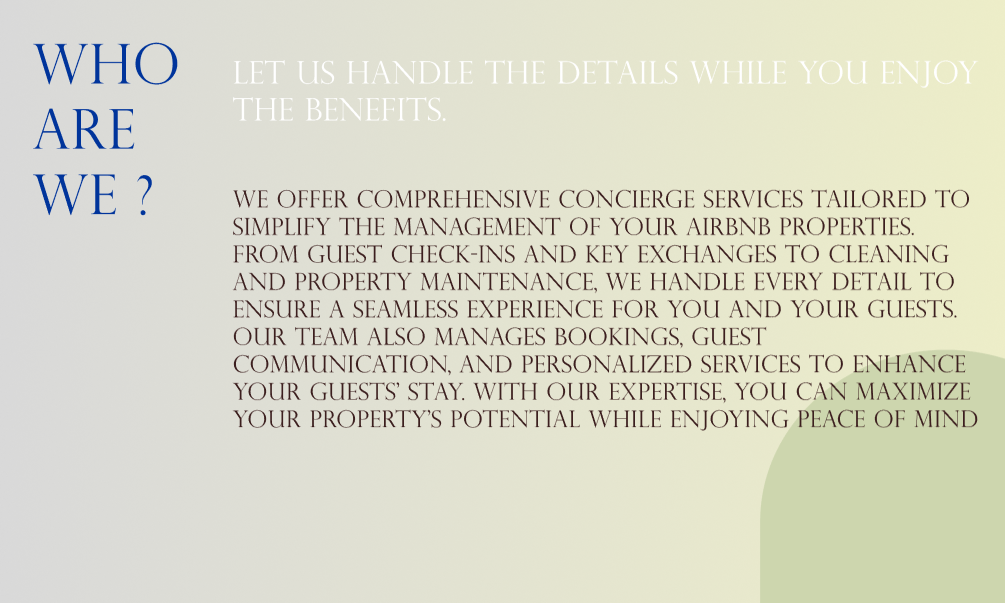 WHO
ARE
WE ?
LET US HANDLE THE DETAILS WHILE YOU ENJOY
THE BENEFITS.
WE OFFER COMPREHENSIVE CONCIERGE SERVICES TAILORED TO
SIMPLIFY THE MANAGEMENT OF YOUR AIRBNB PROPERTIES.
FROM GUEST CHECK-INS AND KEY EXCHANGES TO CLEANING
AND PROPERTY MAINTENANCE, WE HANDLE EVERY DETAIL TO
ENSURE A SEAMLESS EXPERIENCE FOR YOU AND YOUR GUESTS.
OUR TEAM ALSO MANAGES BOOKINGS, GUEST
COMMUNICATION, AND PERSONALIZED SERVICES TO ENHANCE
YOUR GUESTS’ STAY. WITH OUR EXPERTISE, YOU CAN MAXIMIZE
YOUR PROPERTY’S POTENTIAL WHILE ENJOYING PEACE OF MIND